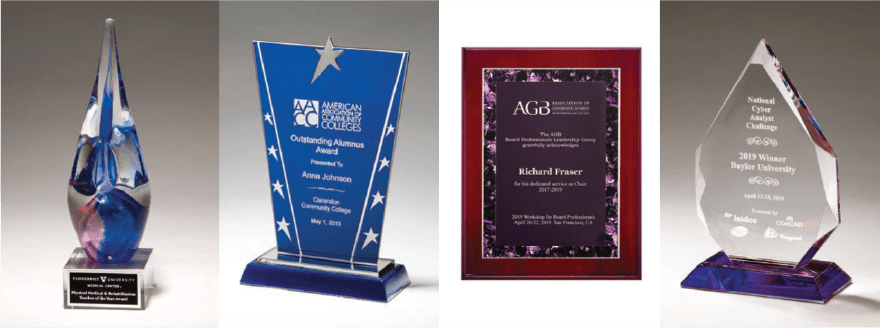 VANDERBILT V UNIVERSITY
MEDICAL CENTER
Physical Medical & Rehabilitation
Teacher of the Year Award
AMERICAN
ASSOCIATION OF
COMMUNITY
COLLEGES
AACC
Outstanding Alumnus
Award
Presented To
Anna Johnson
Clarendon
Community College
May 1, 2019
AGB ASSOCIATION OF
GOVERNING BOARDS
The AGB
Board Professionals Leadership Group
gratefully acknowledges
Richard Fraser
for his dedicated service as Chair
2017-2019
2019 Workshop for Board Professionals
April 20-22, 2019 San Francisco, CA
National
Cyber
Analyst
Challenge
2019 Winner
Baylor University
April 12-13, 2019
Powered by
leidos
COMCAST